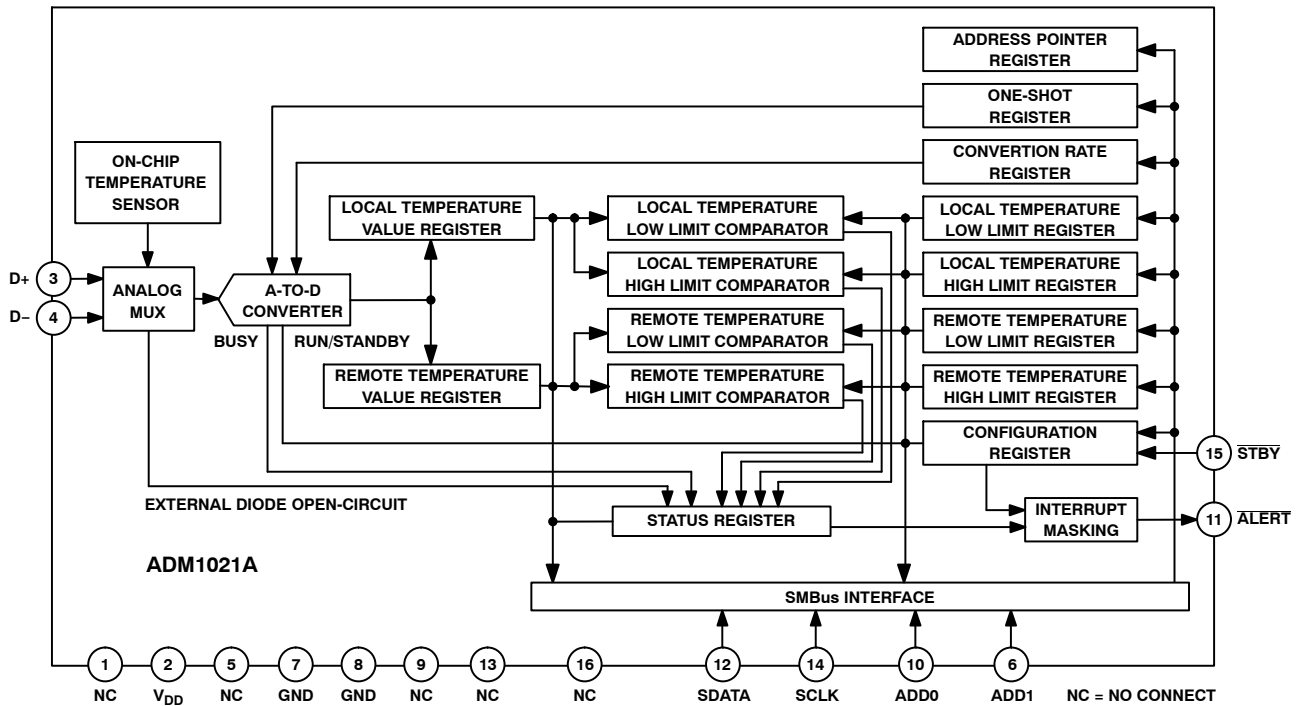 ADDRESS POINTER
REGISTER
ONE-SHOT
REGISTER
ON-CHIP
TEMPERATURE
SENSOR
CONVERTION RATE
REGISTER
LOCAL TEMPERATURE
VALUE REGISTER
LOCAL TEMPERATURE
LOW LIMIT COMPARATOR
LOCAL TEMPERATURE
LOW LIMIT REGISTER
D+
3
D−
4
ANALOG
MUX
A-TO-D
CONVERTER
LOCAL TEMPERATURE
HIGH LIMIT COMPARATOR
LOCAL TEMPERATURE
HIGH LIMIT REGISTER
BUSY
RUN/STANDBY
REMOTE TEMPERATURE
LOW LIMIT COMPARATOR
REMOTE TEMPERATURE
LOW LIMIT REGISTER
REMOTE TEMPERATURE
VALUE REGISTER
REMOTE TEMPERATURE
HIGH LIMIT COMPARATOR
REMOTE TEMPERATURE
HIGH LIMIT REGISTER
CONFIGURATION
REGISTER
15
STBY
EXTERNAL DIODE OPEN-CIRCUIT
STATUS REGISTER
INTERRUPT
MASKING
11
ALERT
ADM1021A
SMBus INTERFACE
1
2
5
7
8
9
13
16
12
14
10
6
NC
VDD
NC
GND
GND
NC
NC
NC
SDATA
SCLK
ADD0
ADD1
NC = NO CONNECT